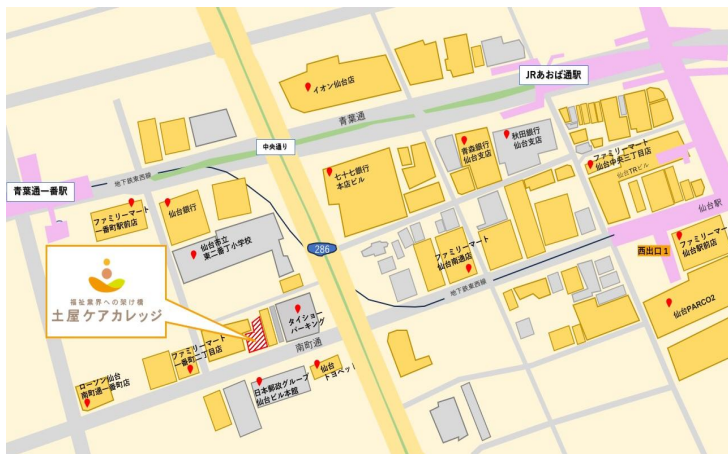 イオン仙台店
JRあおば通駅
青葉通
中央通り
青森銀行
仙台支店
秋田銀行
仙台支店
ファミリーマート
仙台中央三丁目店
仙台TRビル
七十七銀行
本店ビル
地下鉄東西線
青葉通一番駅
ファミリーマート
一番町駅前店
仙台銀行
仙台市立
東二番丁小学校
286
仙台駅
ファミリーマート
仙台駅前店
西出口1
ファミリーマート
仙台南通店
地下鉄東西線
仙台PARCO2
福祉業界への架け橋
土屋ケアカレッジ
タイショー
パーキング
南町通
ファミリーマート
一番町二丁目店
仙台
トヨペット
日本郵政グループ
仙台ビル本館
ローソン仙台
南町通一番町店